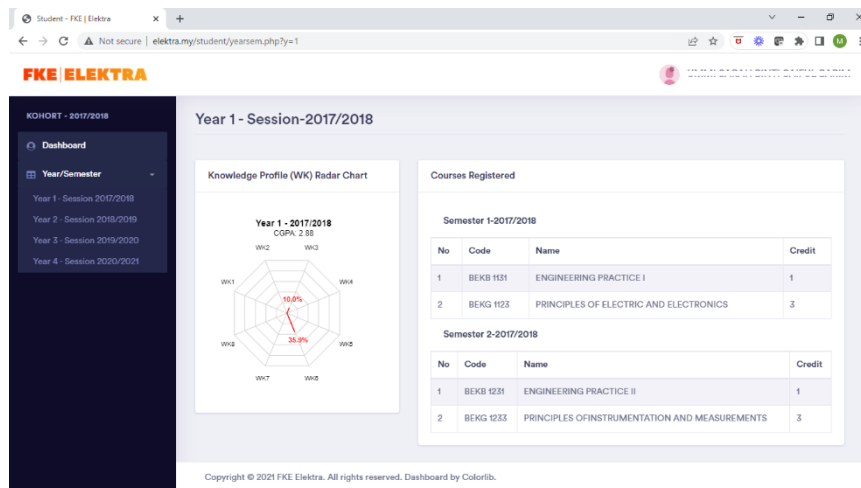 Student - FKE | Elektra
Not secure | elektra.my/student/yearsem.php?y=1
M
FKE|ELEKTRA
KOHORT - 2017/2018
Dashboard
Year/Semester
Year 1 - Session 2017/2018
Year 2 - Session 2018/2019
Year 3 - Session 2019/2020
Year 4 - Session 2020/2021
Year 1 - Session-2017/2018
Knowledge Profile (WK) Radar Chart
Year 1 - 2017/2018
CGPA: 2.88
WK2 WK3
WK1 WK4
10.0%
35.9%
WK8 WK5
WK7 WK6
Courses Registered
Semester 1-2017/2018
No Code Name Credit
1 BEKB 1131 ENGINEERING PRACTICE I 1
2 BEKG 1123 PRINCIPLES OF ELECTRIC AND ELECTRONICS 3
Semester 2-2017/2018
No Code Name Credit
1 BEKB 1231 ENGINEERING PRACTICE II 1
2 BEKG 1233 PRINCIPLES OFINSTRUMENTATION AND MEASUREMENTS 3
Copyright © 2021 FKE Elektra. All rights reserved. Dashboard by Colorlib.